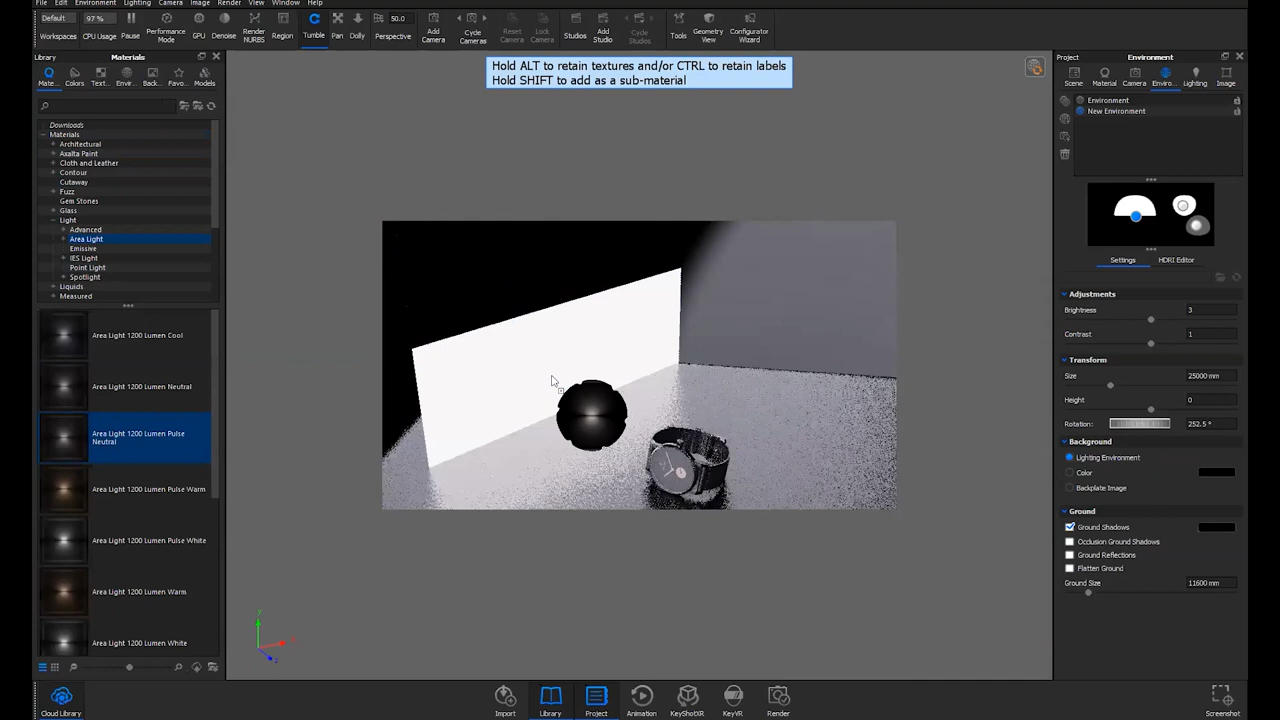 File Edit Environment Lighting Camera Image Render View Window Help
Default 97 % 50.0
Workspaces CPU Usage Pause Performance Mode GPU Denoise Render NURBS Region Tumble Pan Dolly Perspective Add Camera Cycle Cameras Reset Camera Lock Camera Studios Add Studio Cycle Studios Tools Geometry View Configurator Wizard
Library Materials
Mate... Colors Text... Envir... Back... Favo... Models
Downloads
Materials
Architectural
Axalta Paint
Cloth and Leather
Contour
Cutaway
Fuzz
Gem Stones
Glass
Light
Advanced
Area Light
Emissive
IES Light
Point Light
Spotlight
Liquids
Measured
Area Light 1200 Lumen Cool
Area Light 1200 Lumen Neutral
Area Light 1200 Lumen Pulse
Neutral
Area Light 1200 Lumen Pulse Warm
Area Light 1200 Lumen Pulse White
Area Light 1200 Lumen Warm
Area Light 1200 Lumen White
Hold ALT to retain textures and/or CTRL to retain labels
Hold SHIFT to add as a sub-material
Project Environment
Scene Material Camera Enviro... Lighting Image
Environment
New Environment
Settings HDRI Editor
Adjustments
Brightness 3
Contrast 1
Transform
Size 25000 mm
Height 0
Rotation: 252.5 °
Background
Lighting Environment
Color
Backplate Image
Ground
Ground Shadows
Occlusion Ground Shadows
Ground Reflections
Flatten Ground
Ground Size 11600 mm
Cloud Library Import Library Project Animation KeyShotXR KeyVR Render Screenshot